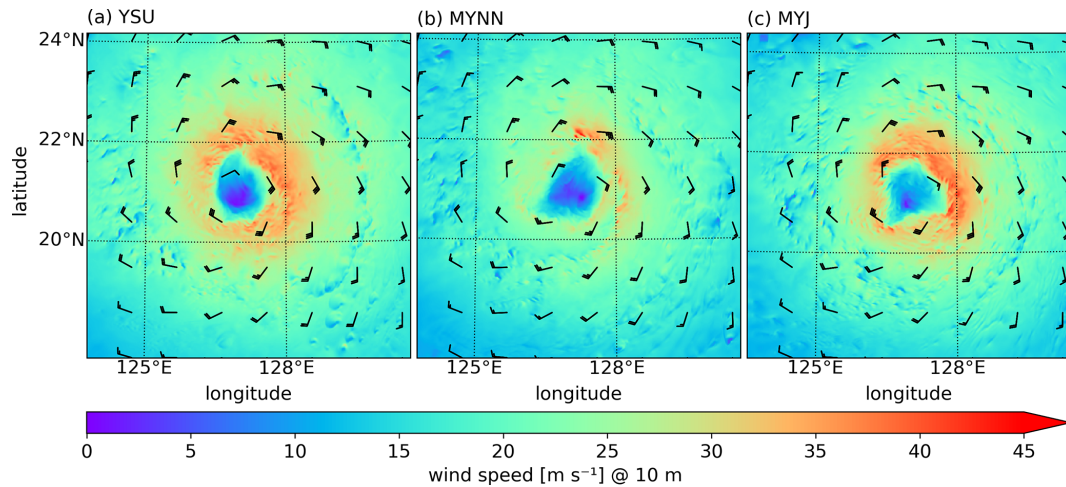 (a) YSU
(b) MYNN
(c) MYJ
24°N
22°N
20°N
latitude
125°E
128°E
125°E
128°E
125°E
128°E
longitude
longitude
longitude
0 5 10 15 20 25 30 35 40 45
wind speed [m s⁻¹] @ 10 m